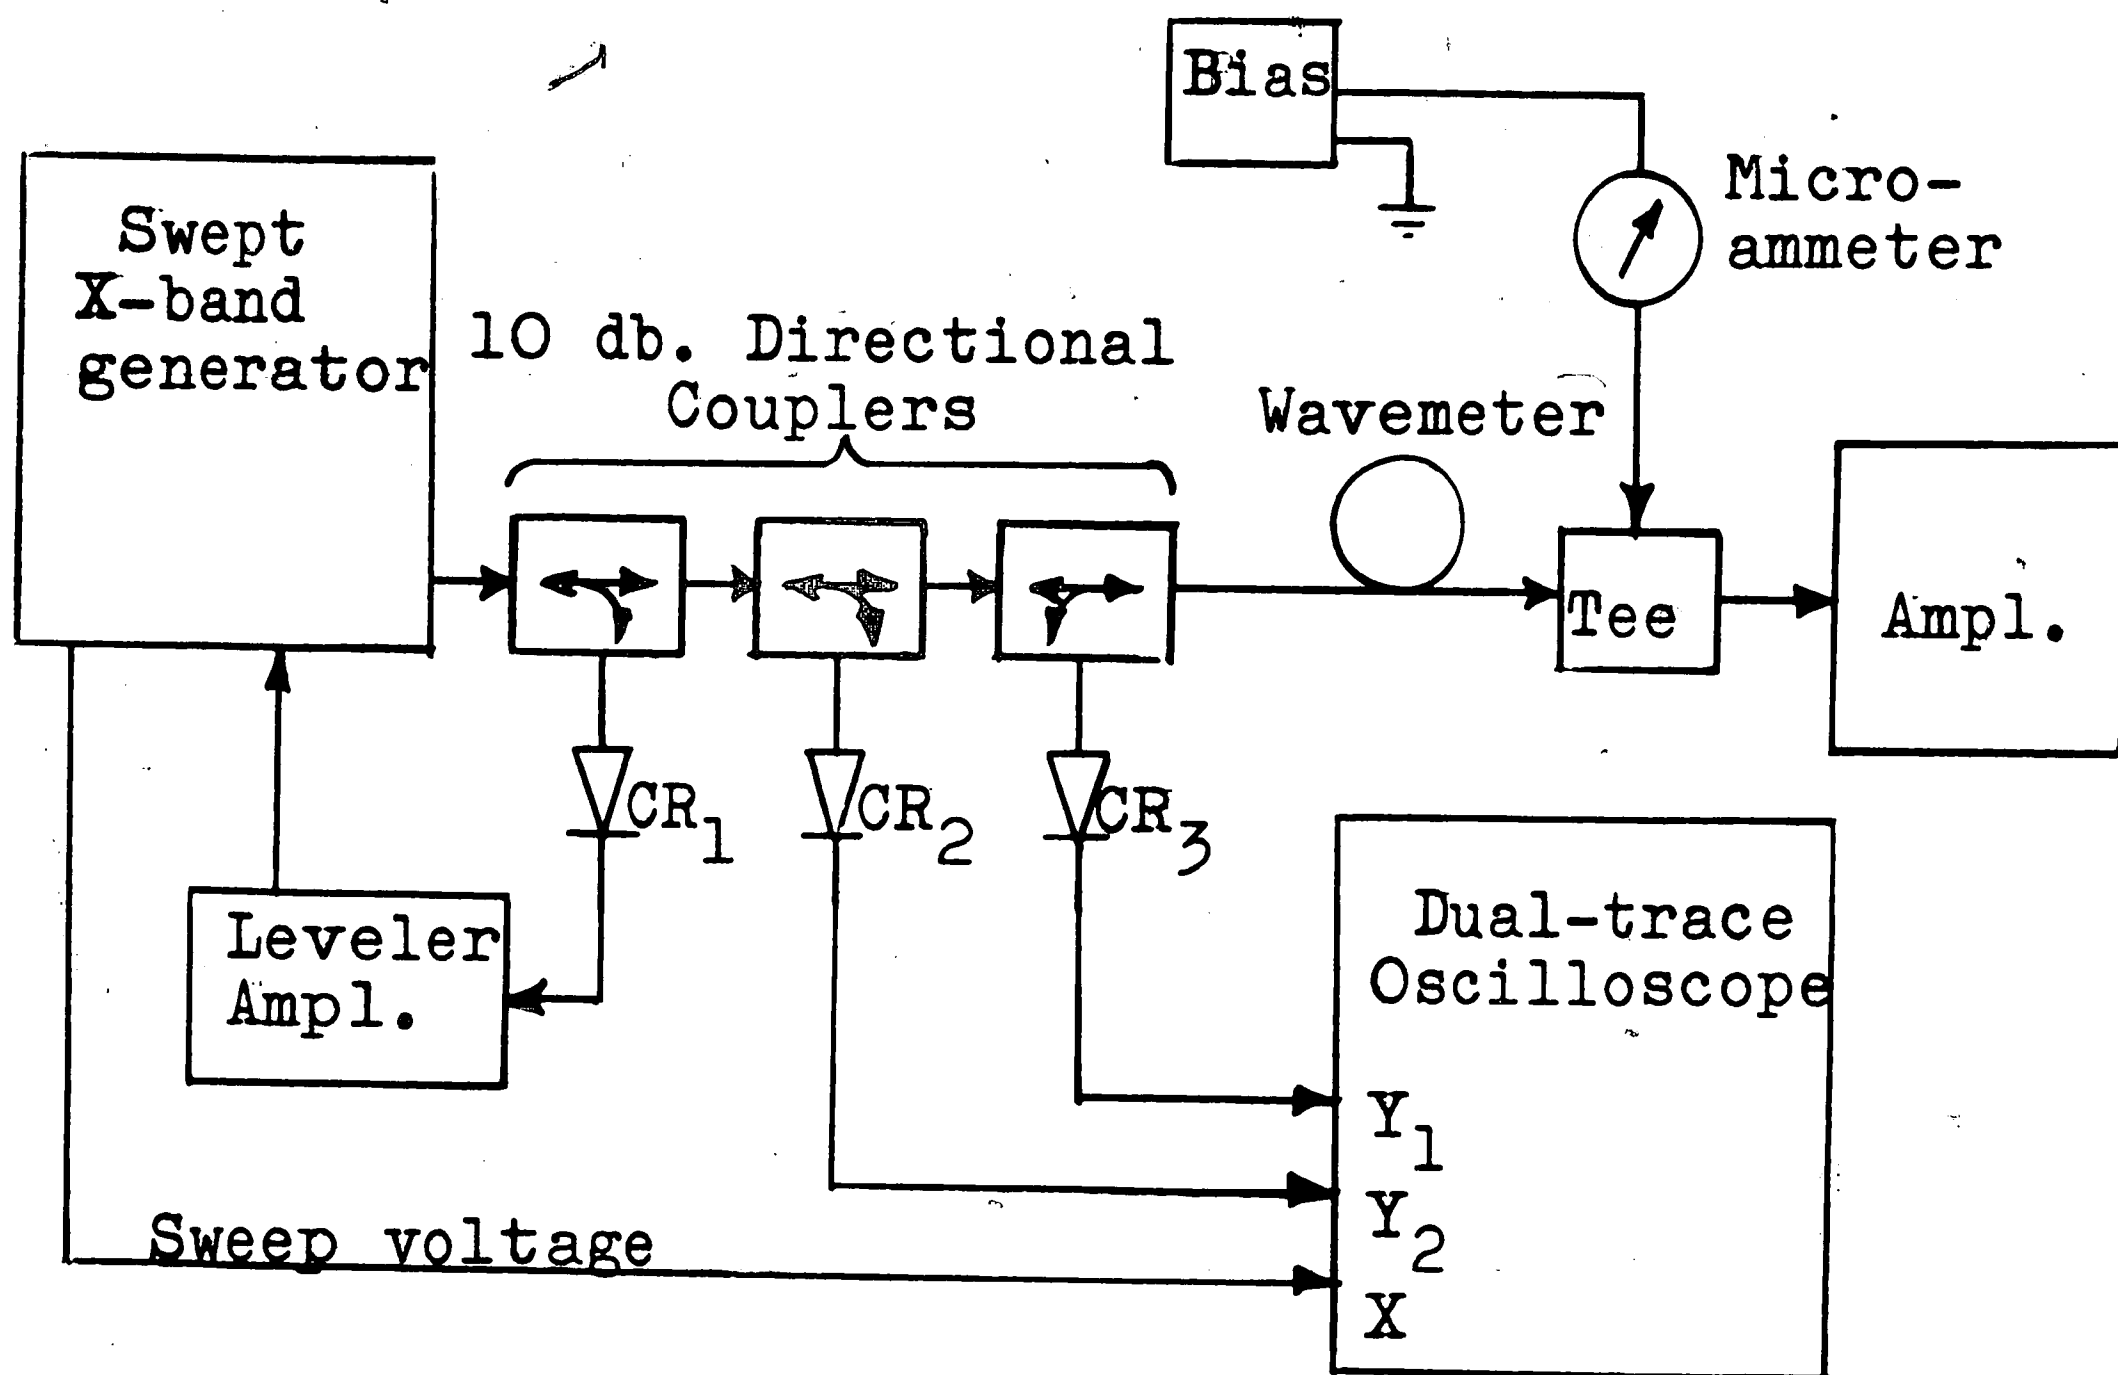 Bias
Swept
X-band
generator
Micro-
ammeter
10 db. Directional
Couplers
Wavemeter
Tee
Ampl.
CR1
CR2
CR3
Leveler
Ampl.
Dual-trace
Oscilloscope
Y1
Y2
X
Sweep voltage